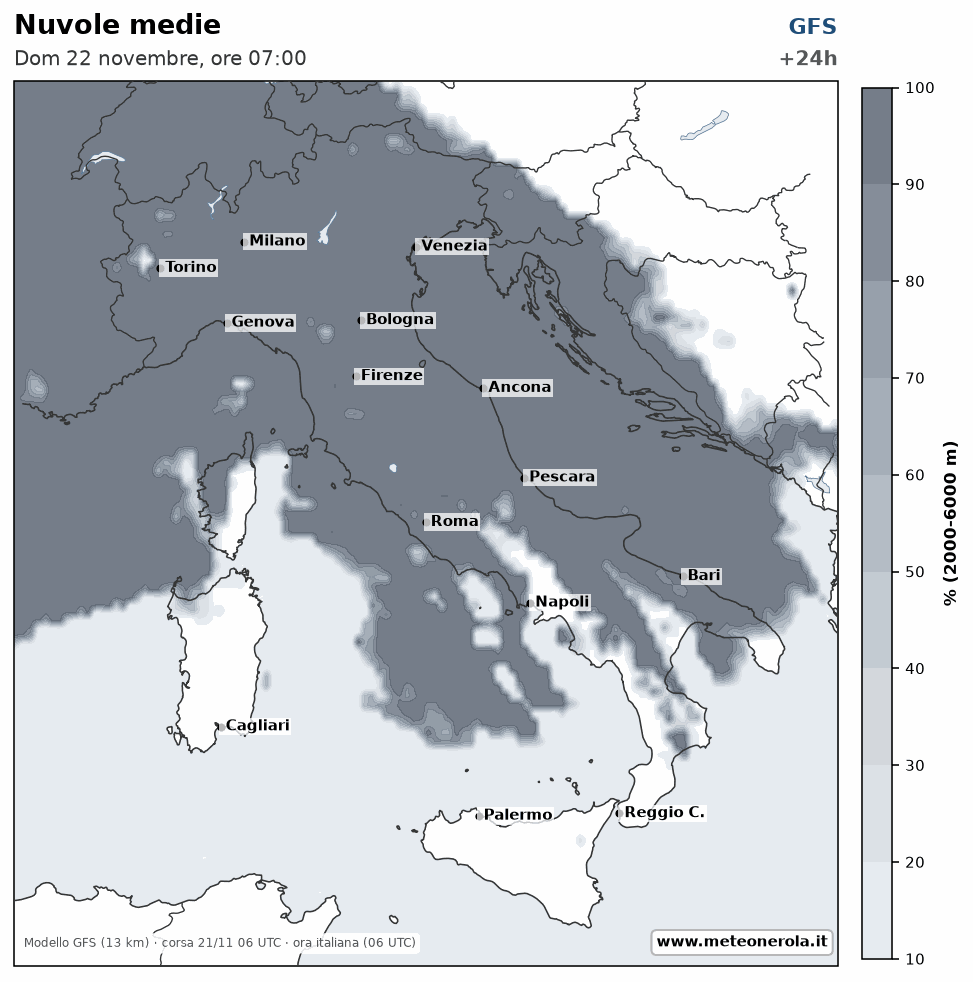 Nuvole medie
GFS
Dom 22 novembre, ore 07:00
+24h
100
90
80
70
60
50
40
30
20
10
% (2000-6000 m)
Milano
Venezia
Torino
Genova
Bologna
Firenze
Ancona
Pescara
Roma
Bari
Napoli
Cagliari
Palermo
Reggio C.
Modello GFS (13 km) · corsa 21/11 06 UTC · ora italiana (06 UTC)
www.meteonerola.it